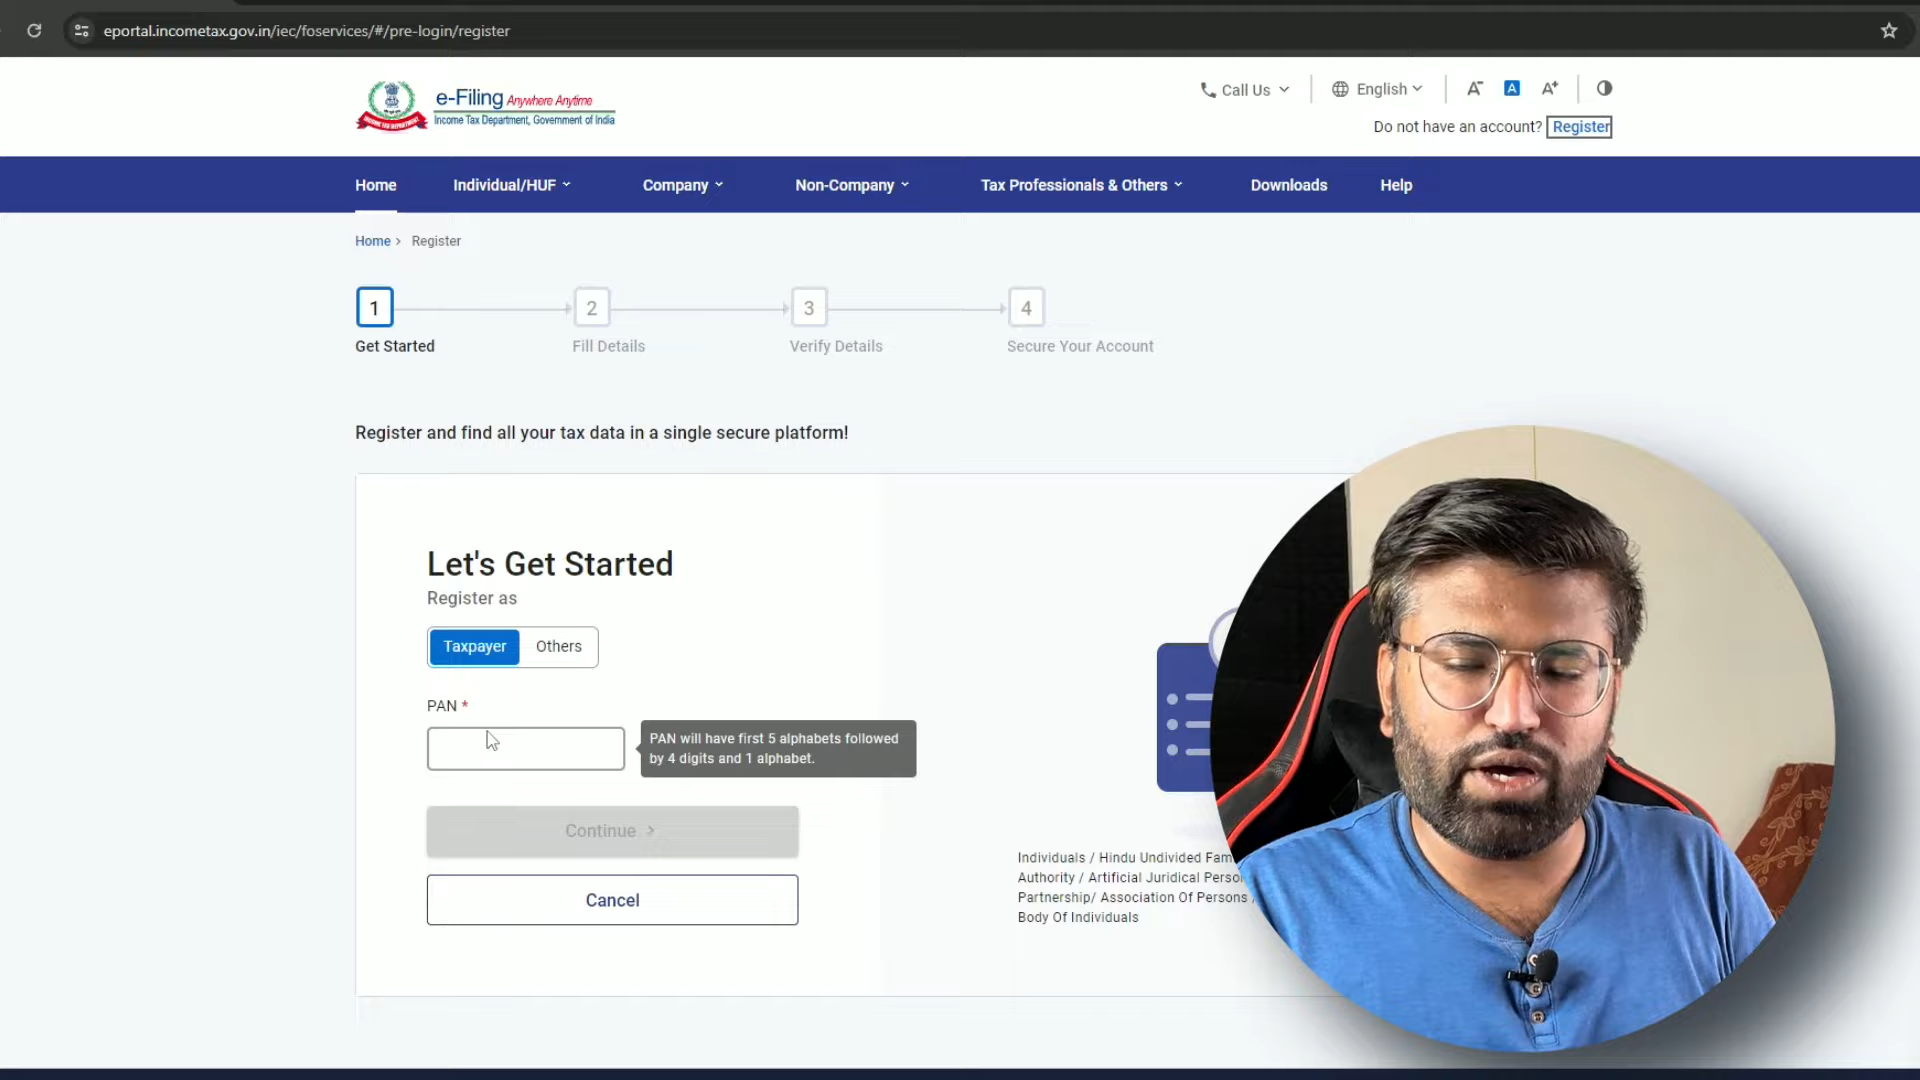 eportal.incometax.gov.in/iec/foservices/#/pre-login/register
e-Filing Anywhere Anytime
Income Tax Department, Government of India
INCOME TAX DEPARTMENT
Call Us
English
A-
A
A+
Do not have an account? Register
Home
Individual/HUF
Company
Non-Company
Tax Professionals & Others
Downloads
Help
Home > Register
1
2
3
4
Get Started
Fill Details
Verify Details
Secure Your Account
Register and find all your tax data in a single secure platform!
Let's Get Started
Register as
Taxpayer
Others
PAN *
PAN will have first 5 alphabets followed
by 4 digits and 1 alphabet.
Continue >
Cancel
Individuals / Hindu Undivided Fam
Authority / Artificial Juridical Person
Partnership/ Association Of Persons /
Body Of Individuals